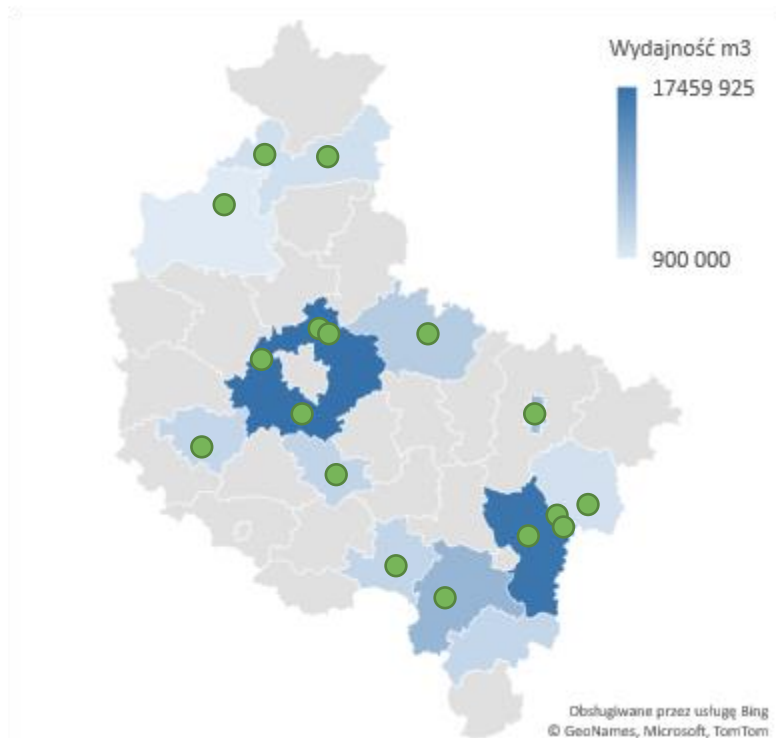 Wydajność m3
17459 925
900 000
Obsługiwane przez usługę Bing
© GeoNames, Microsoft, TomTom